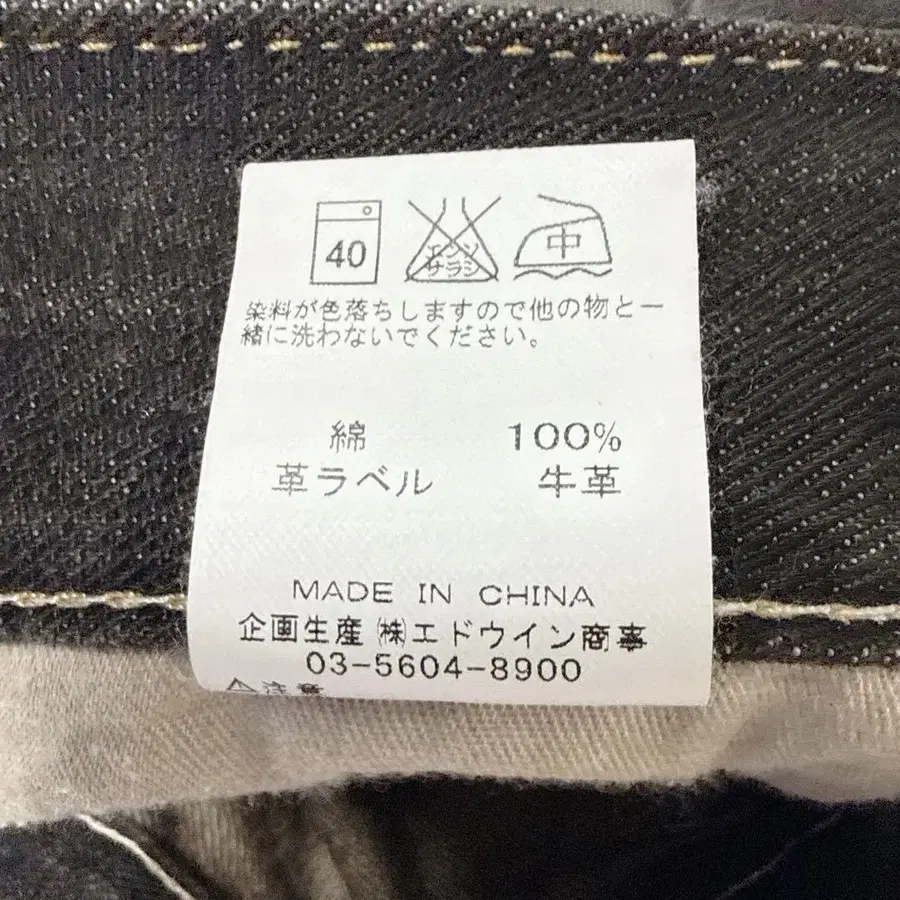 40 エンソ サラシ 中
染料が色落ちしますので他の物と一
緒に洗わないでください。
綿 100%
革ラベル 牛革
MADE IN CHINA
企画生産 ㈱エドウイン商事
03-5604-8900
⚠注意